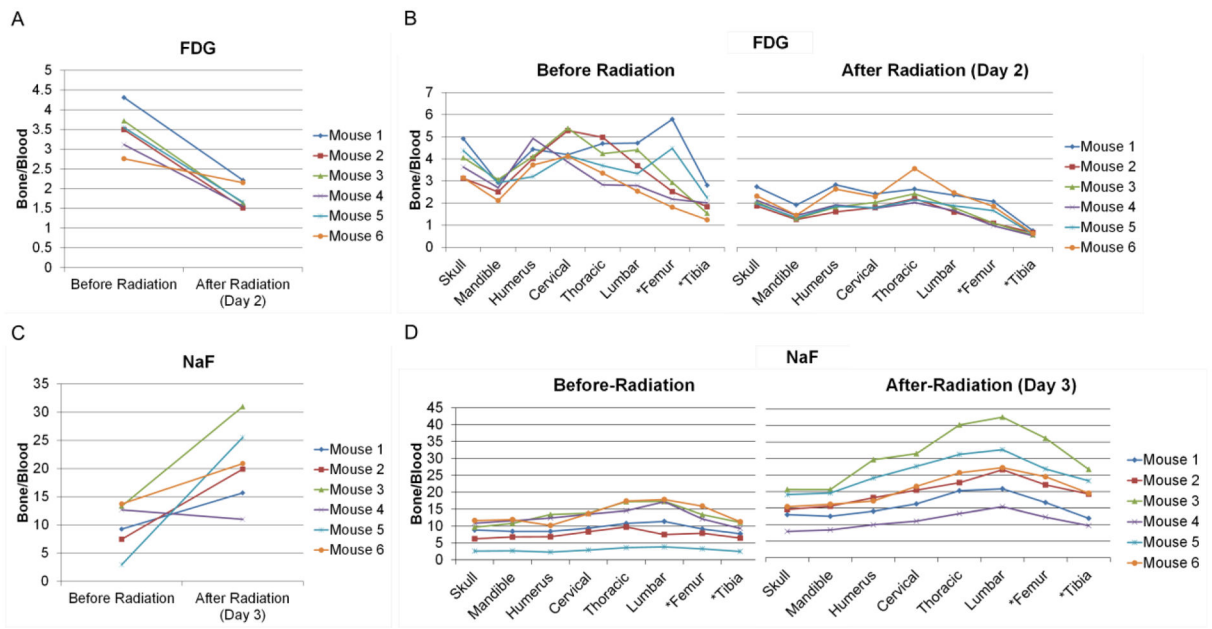 A
FDG
Bone/Blood
5
4.5
4
3.5
3
2.5
2
1.5
1
0.5
0
Before Radiation
After Radiation
(Day 2)
Mouse 1
Mouse 2
Mouse 3
Mouse 4
Mouse 5
Mouse 6
B
FDG
Before Radiation
After Radiation (Day 2)
Bone/Blood
7
6
5
4
3
2
1
0
Skull
Mandible
Humerus
Cervical
Thoracic
Lumbar
*Femur
*Tibia
Skull
Mandible
Humerus
Cervical
Thoracic
Lumbar
*Femur
*Tibia
Mouse 1
Mouse 2
Mouse 3
Mouse 4
Mouse 5
Mouse 6
C
NaF
Bone/Blood
35
30
25
20
15
10
5
0
Before Radiation
After Radiation
(Day 3)
Mouse 1
Mouse 2
Mouse 3
Mouse 4
Mouse 5
Mouse 6
D
NaF
Before-Radiation
After-Radiation (Day 3)
Bone/Blood
45
40
35
30
25
20
15
10
5
0
Skull
Mandible
Humerus
Cervical
Thoracic
Lumbar
*Femur
*Tibia
Skull
Mandible
Humerus
Cervical
Thoracic
Lumbar
*Femur
*Tibia
Mouse 1
Mouse 2
Mouse 3
Mouse 4
Mouse 5
Mouse 6